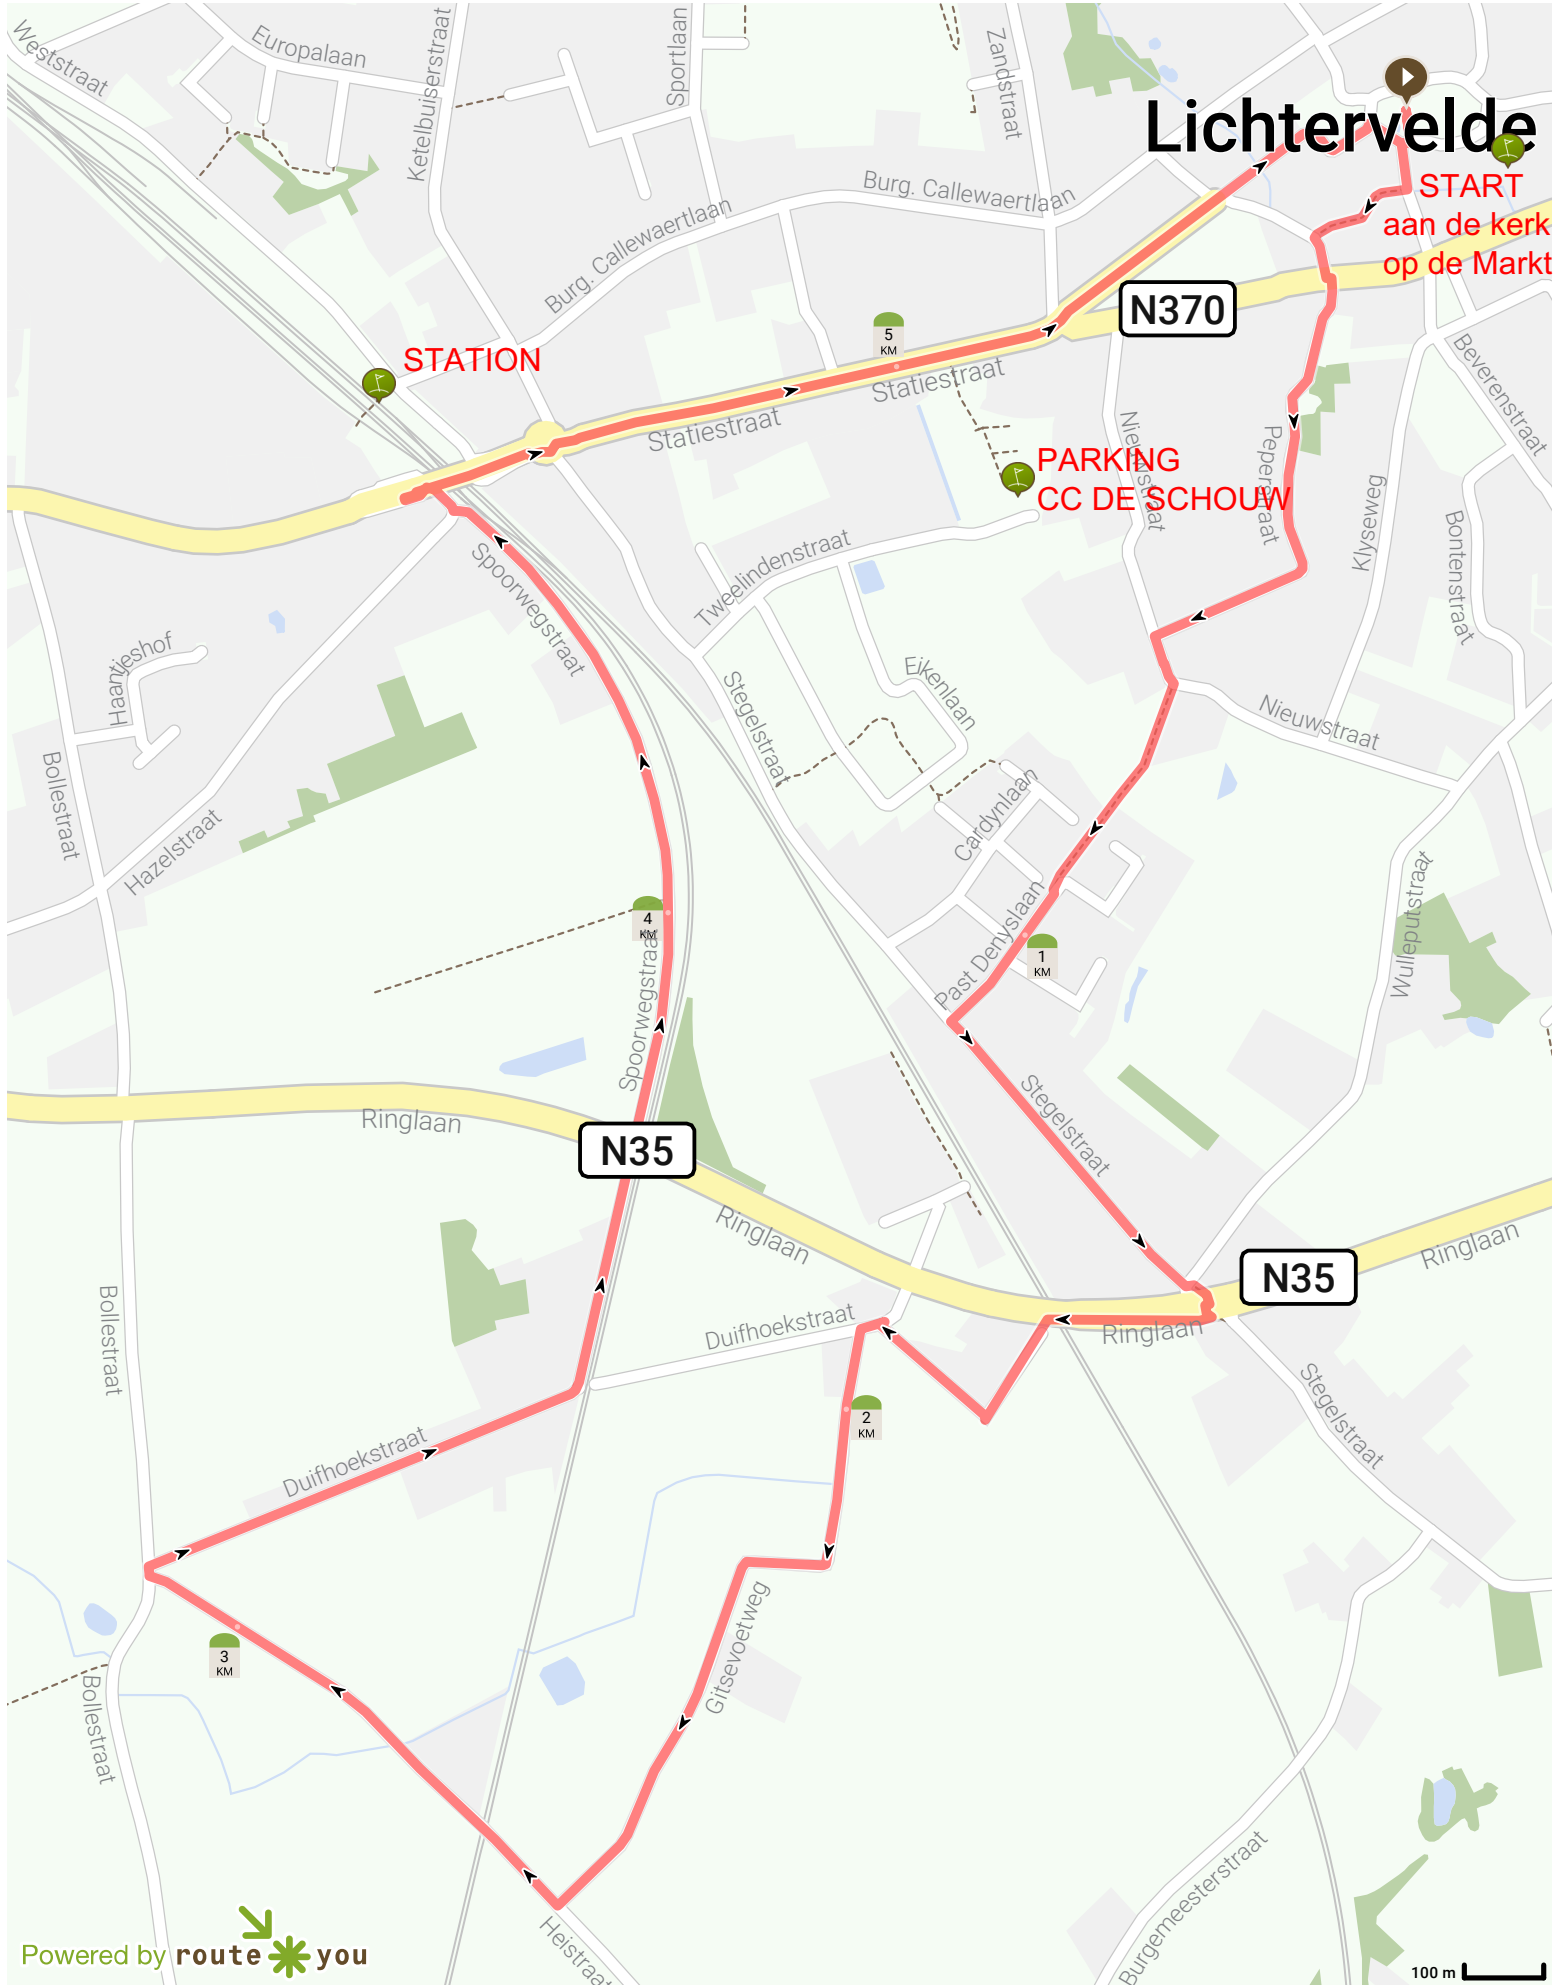 Weststraat
Europalaan
Ketelbuiserstraat
Sportlaan
Zandstraat
Lichtervelde
START
aan de kerk
op de Markt
Burg. Callewaertlaan
Burg. Callewaertlaan
N370
5
KM
STATION
Statiestraat
Statiestraat
Beverenstraat
PARKING
CC DE SCHOUW
Nieuwstraat
Peperstraat
Klyseweg
Bontenstraat
Spoorwegstraat
Tweelindenstraat
Haantjeshof
Eikenlaan
Stegelstraat
Nieuwstraat
Bollestraat
Hazelstraat
Cardynlaan
Wulleputstraat
Past Denyslaan
4
KM
1
KM
Spoorwegstraat
Stegelstraat
Ringlaan
N35
Ringlaan
Ringlaan
N35
Bollestraat
Duifhoekstraat
Ringlaan
Stegelstraat
2
KM
Duifhoekstraat
Gitsevoetweg
3
KM
Bollestraat
Burgemeesterstraat
Heistraat
Powered by route you
100 m